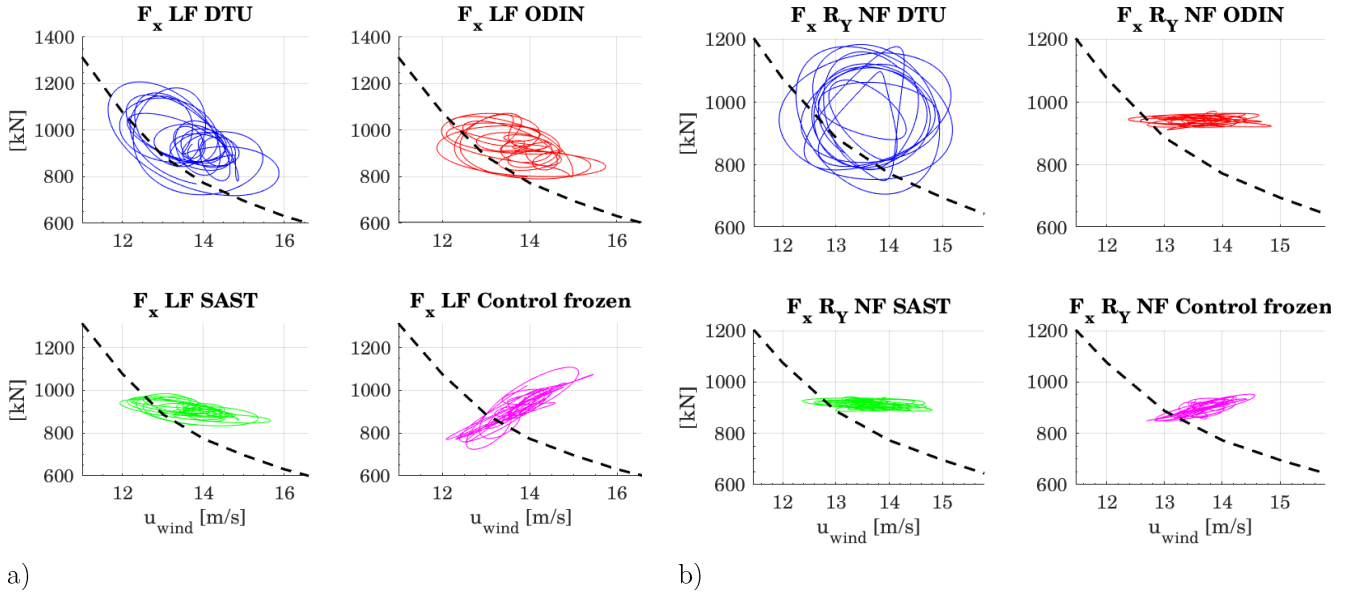 F_x LF DTU
1400
1200
1000
800
600
[kN]
12 14 16
F_x LF ODIN
1400
1200
1000
800
600
12 14 16
F_x LF SAST
1200
1000
800
600
[kN]
12 14 16
u_wind [m/s]
F_x LF Control frozen
1200
1000
800
600
12 14 16
u_wind [m/s]
a)
F_x R_Y NF DTU
1200
1000
800
600
[kN]
12 13 14 15
F_x R_Y NF ODIN
1200
1000
800
600
12 13 14 15
F_x R_Y NF SAST
1200
1000
800
600
[kN]
12 13 14 15
u_wind [m/s]
F_x R_Y NF Control frozen
1200
1000
800
600
12 13 14 15
u_wind [m/s]
b)